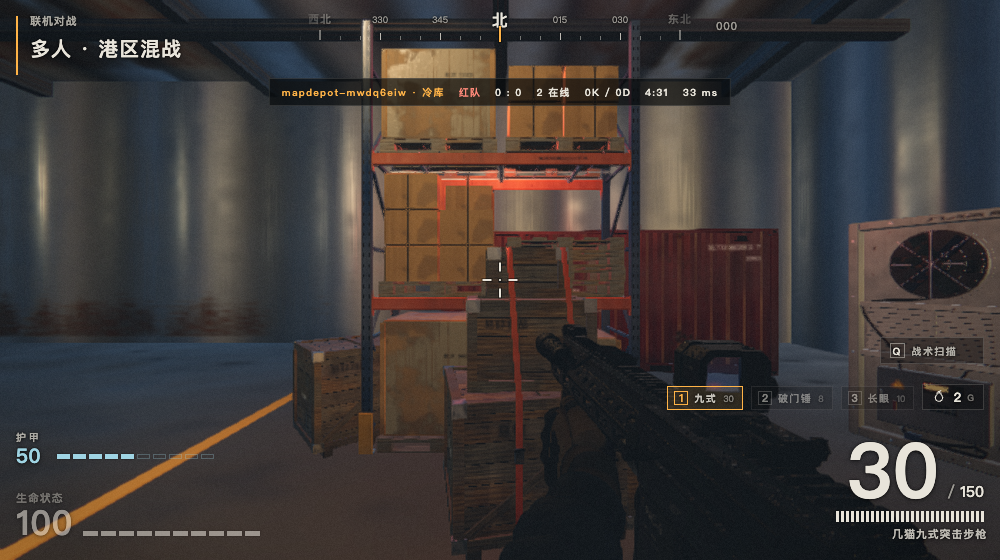 联机对战
多人 · 港区混战
西北 330 345 北 015 030 东北 000
mapdepot-mwdq6eiw · 冷库 红队 0 : 0 2 在线 0K / 0D 4:31 33 ms
Q 战术扫描
1 九式 30 2 破门锤 8 3 长眼 10 2 G
护甲
50
生命状态
100
30 / 150
几猫九式突击步枪